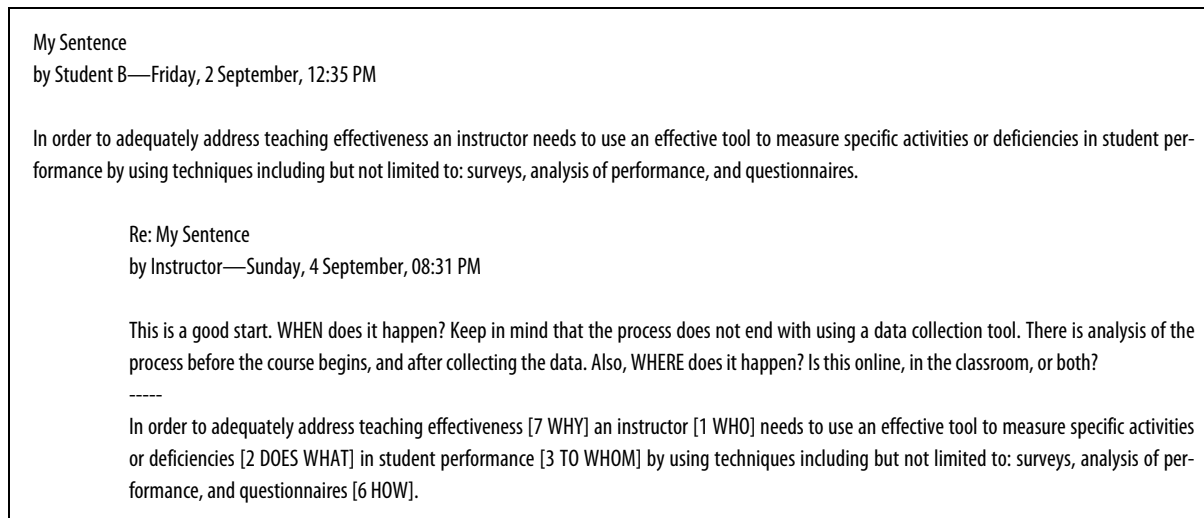 My Sentence
by Student B—Friday, 2 September, 12:35 PM
In order to adequately address teaching effectiveness an instructor needs to use an effective tool to measure specific activities or deficiencies in student per-
formance by using techniques including but not limited to: surveys, analysis of performance, and questionnaires.
Re: My Sentence
by Instructor—Sunday, 4 September, 08:31 PM
This is a good start. WHEN does it happen? Keep in mind that the process does not end with using a data collection tool. There is analysis of the
process before the course begins, and after collecting the data. Also, WHERE does it happen? Is this online, in the classroom, or both?
-----
In order to adequately address teaching effectiveness [7 WHY] an instructor [1 WHO] needs to use an effective tool to measure specific activities
or deficiencies [2 DOES WHAT] in student performance [3 TO WHOM] by using techniques including but not limited to: surveys, analysis of per-
formance, and questionnaires [6 HOW].